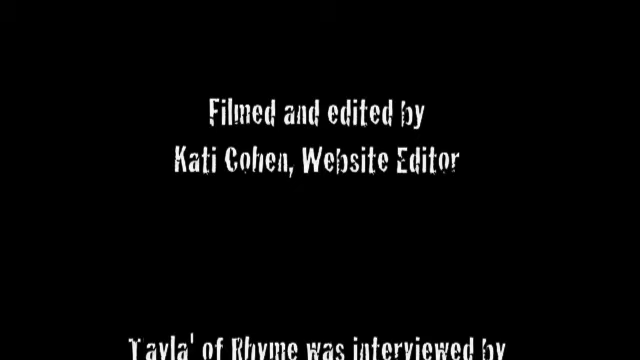 Filmed and edited by
Kati Cohen, Website Editor
'Tayla' of Rhyme was interviewed by